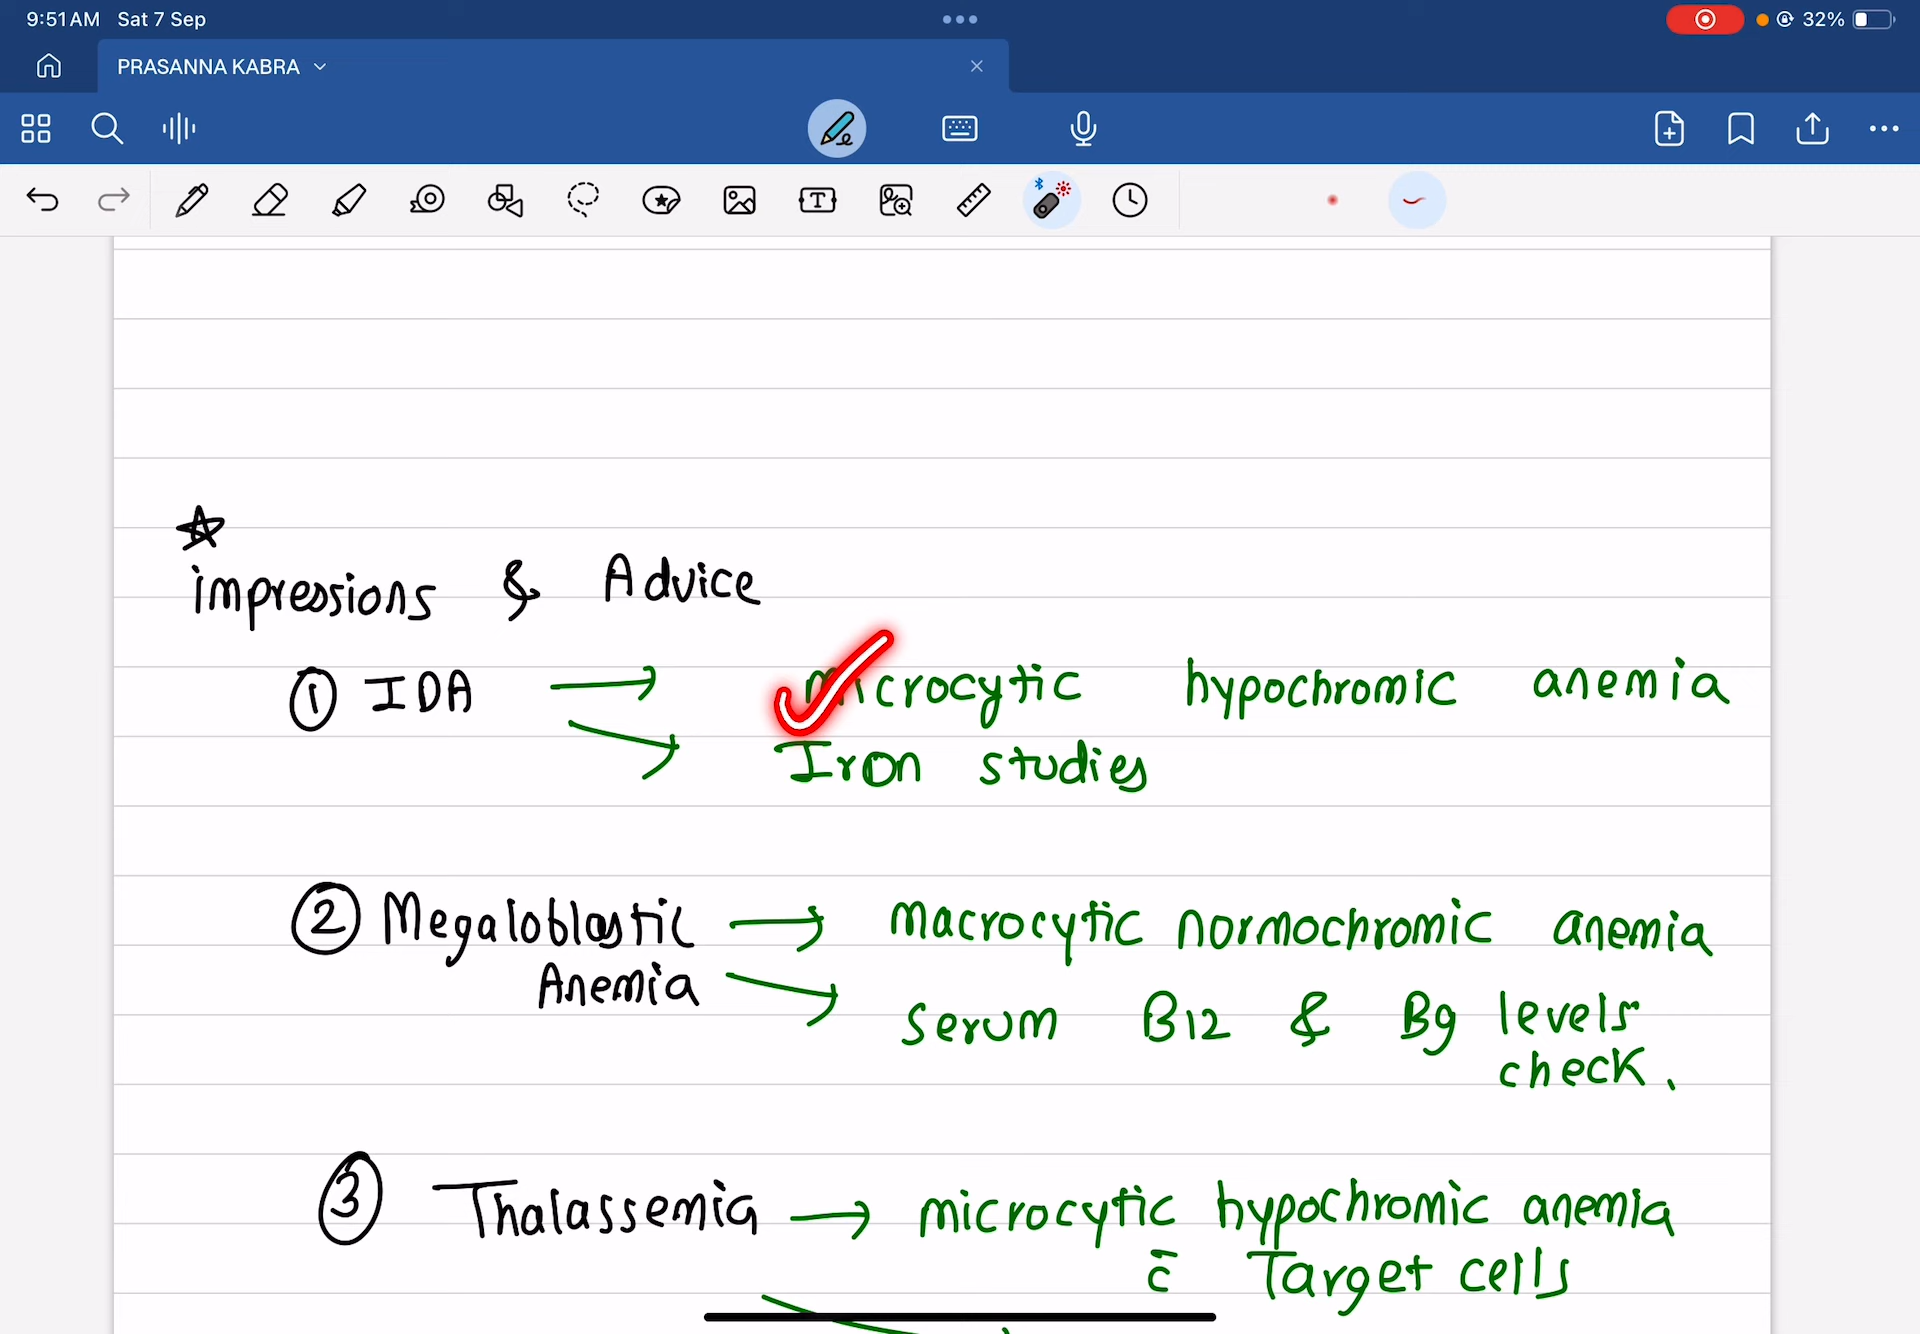 9:51 AM Sat 7 Sep
32%
PRASANNA KABRA
impressions & Advice
① IDA → microcytic hypochromic anemia
→ Iron studies
② Megaloblastic → macrocytic normochromic anemia
Anemia → Serum B12 & B9 levels
check.
③ Thalassemia → microcytic hypochromic anemia
c̄ Target cells